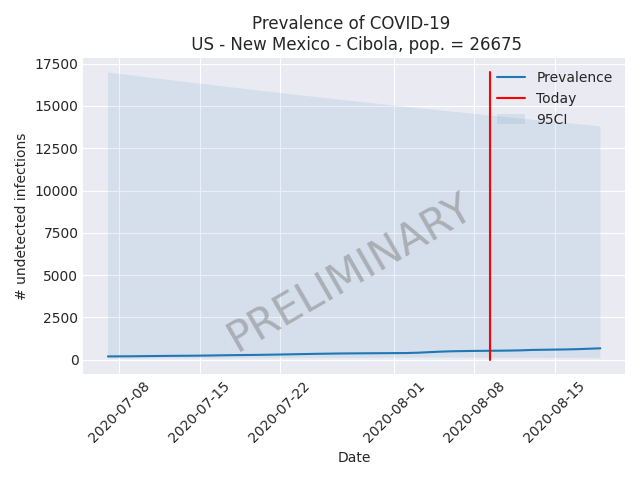 Prevalence of COVID-19
US - New Mexico - Cibola, pop. = 26675
17500
15000
12500
10000
7500
5000
2500
0
# undetected infections
Prevalence
Today
95CI
PRELIMINARY
2020-07-08
2020-07-15
2020-07-22
2020-08-01
2020-08-08
2020-08-15
Date